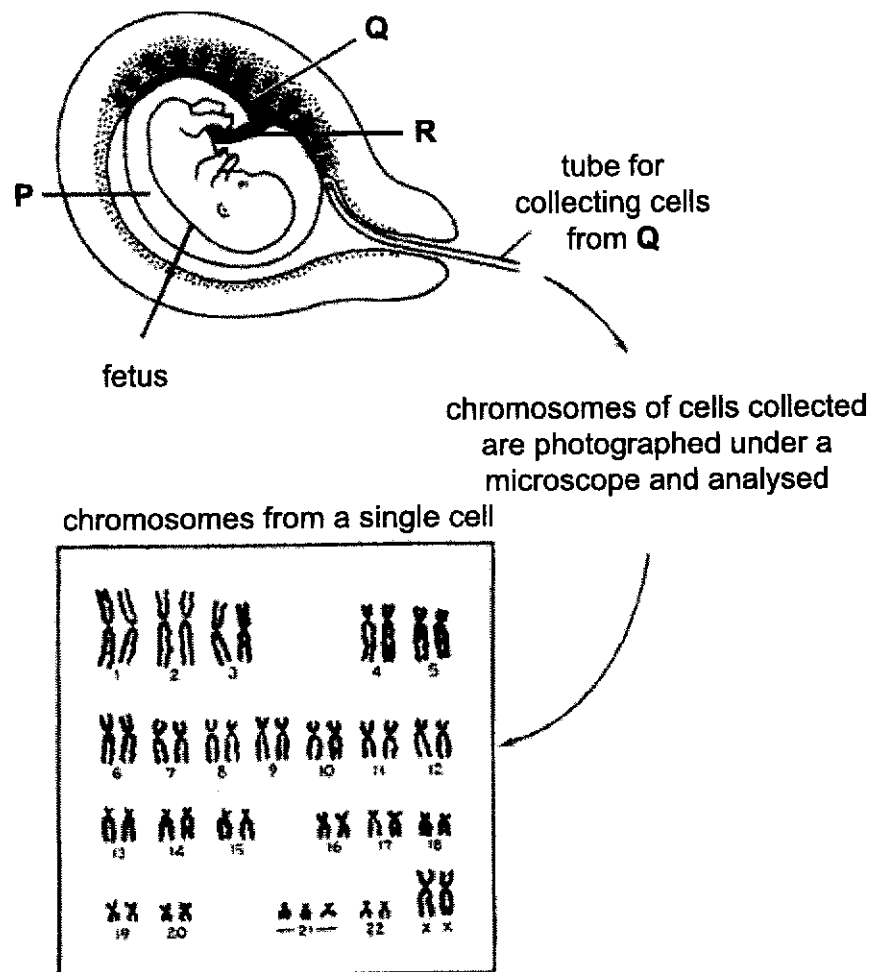 Q
R
P
tube for
collecting cells
from Q
fetus
chromosomes of cells collected
are photographed under a
microscope and analysed
chromosomes from a single cell
1 2 3 4 5
6 7 8 9 10 11 12
13 14 15 16 17 18
19 20 21 22 x x